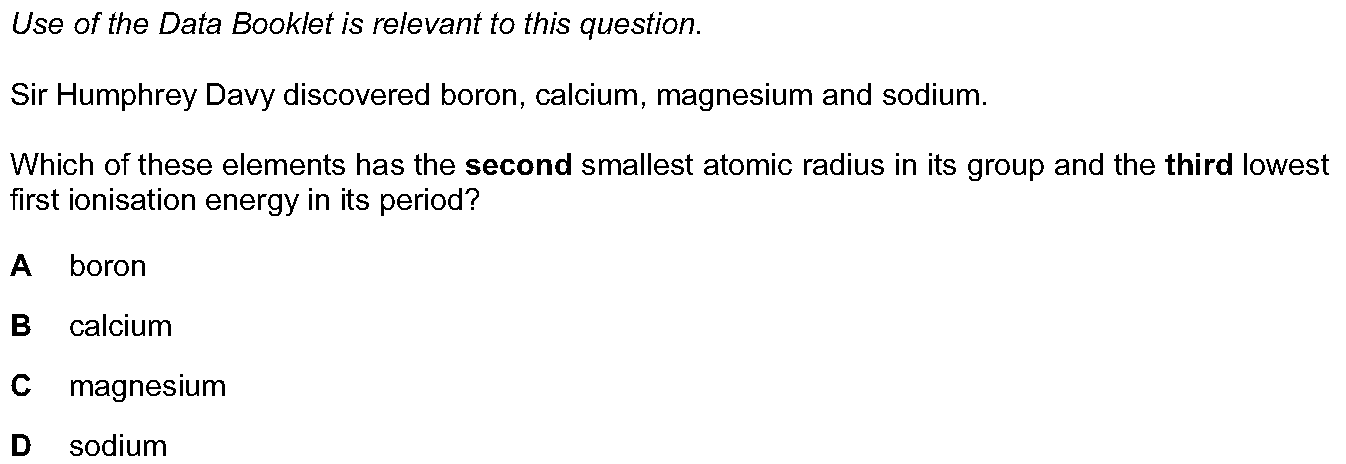 Use of the Data Booklet is relevant to this question.
Sir Humphrey Davy discovered boron, calcium, magnesium and sodium.
Which of these elements has the second smallest atomic radius in its group and the third lowest
first ionisation energy in its period?
A boron
B calcium
C magnesium
D sodium